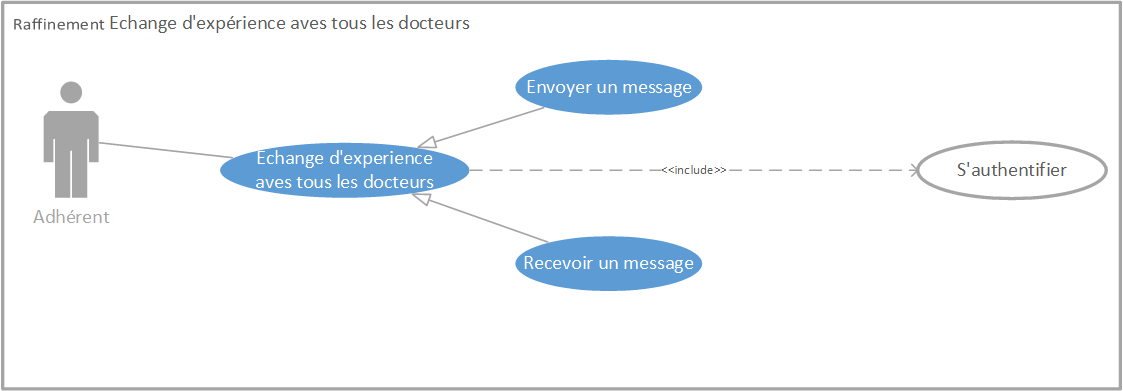 Raffinement Echange d'expérience aves tous les docteurs
Envoyer un message
Echange d'experience
aves tous les docteurs
<<include>>
S'authentifier
Adhérent
Recevoir un message